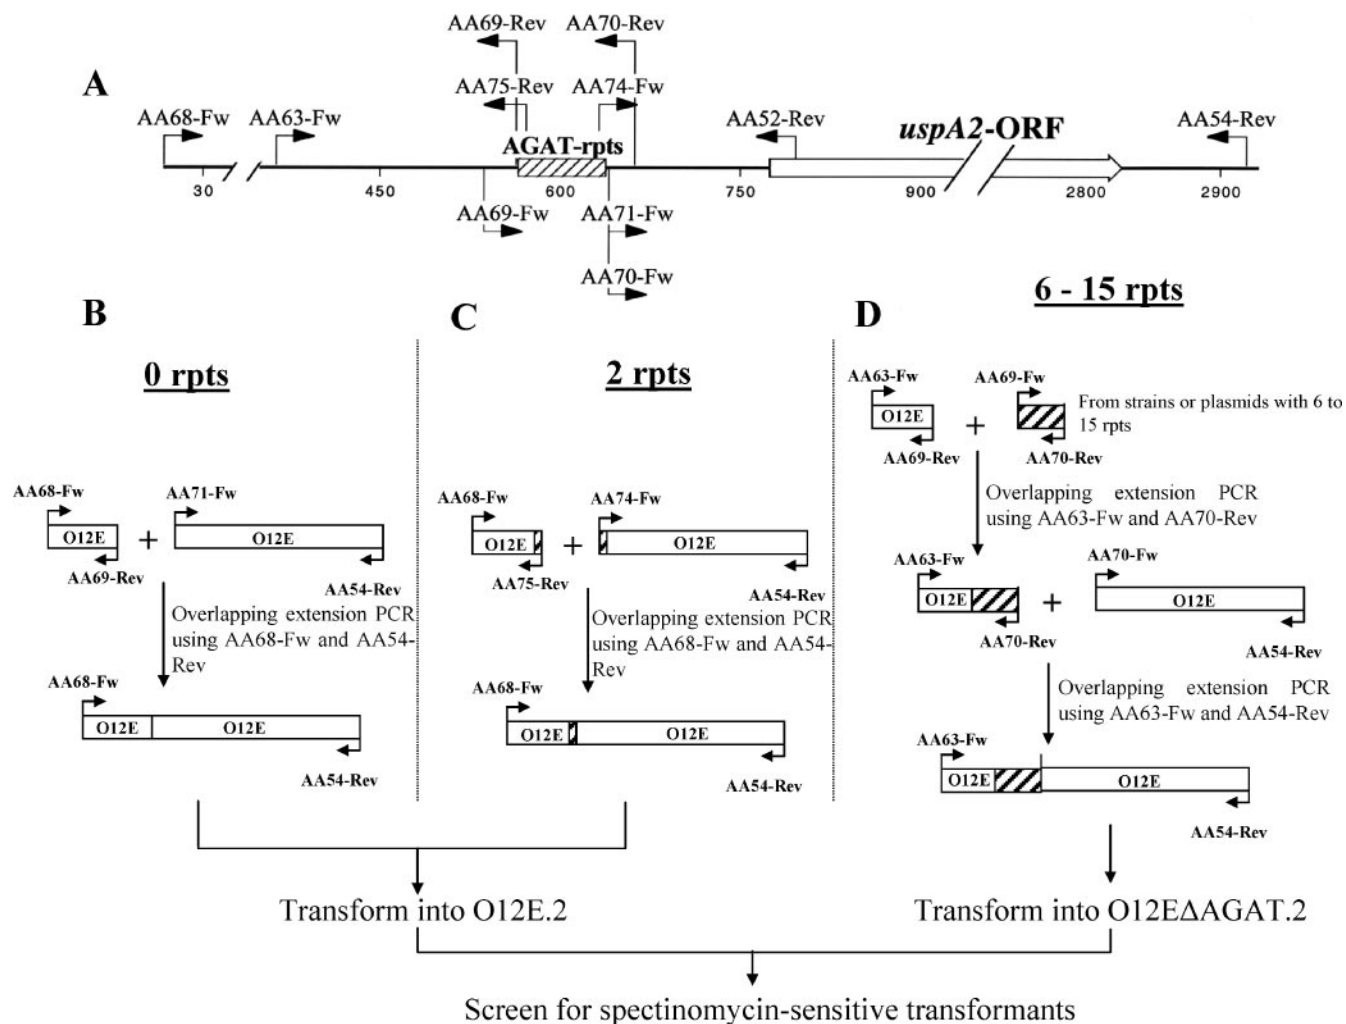 AA69-Rev
AA70-Rev
A
AA75-Rev
AA74-Fw
AA68-Fw
AA63-Fw
AA52-Rev
uspA2-ORF
AA54-Rev
AGAT-rpts
30
450
600
750
900
2800
2900
AA69-Fw
AA71-Fw
AA70-Fw
B
0 rpts
AA68-Fw
AA71-Fw
O12E
+
O12E
AA69-Rev
AA54-Rev
Overlapping extension PCR
using AA68-Fw and AA54-
Rev
AA68-Fw
O12E
O12E
AA54-Rev
C
2 rpts
AA68-Fw
AA74-Fw
O12E
+
O12E
AA75-Rev
AA54-Rev
Overlapping extension PCR
using AA68-Fw and AA54-
Rev
AA68-Fw
O12E
O12E
AA54-Rev
6 - 15 rpts
D
AA63-Fw
AA69-Fw
O12E
+
From strains or plasmids with 6 to
15 rpts
AA69-Rev
AA70-Rev
Overlapping extension PCR
using AA63-Fw and AA70-Rev
AA63-Fw
AA70-Fw
O12E
+
O12E
AA70-Rev
AA54-Rev
Overlapping extension PCR
using AA63-Fw and AA54-Rev
AA63-Fw
O12E
O12E
AA54-Rev
Transform into O12E.2
Transform into O12EΔAGAT.2
Screen for spectinomycin-sensitive transformants